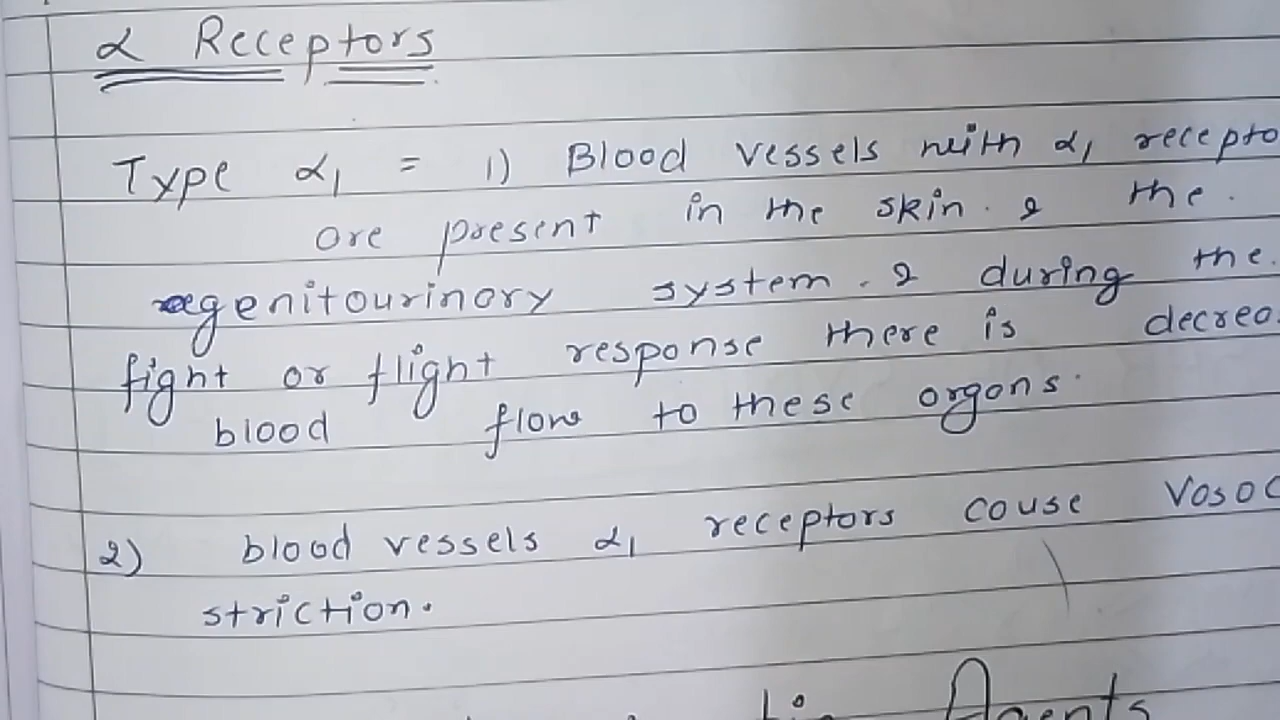 α Receptors
Type α1 = 1) Blood vessels with α1 recepto
are present in the skin & the
genitourinary system. & during the
fight or flight response there is decrea
blood flow to these organs.
2) blood vessels α1 receptors cause vasoc
striction.
Agents